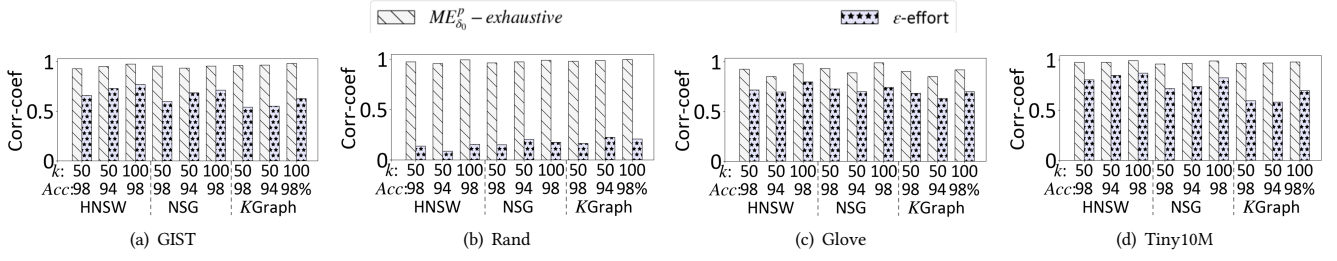 ME^p_δ0 − exhaustive ε-effort
Corr-coef 1 0.5 0
k: 50 50 100 50 50 100 50 50 100
Acc: 98 94 98 98 94 98 98 94 98%
HNSW NSG KGraph
(a) GIST
Corr-coef 1 0.5 0
k: 50 50 100 50 50 100 50 50 100
Acc: 98 94 98 98 94 98 98 94 98%
HNSW NSG KGraph
(b) Rand
Corr-coef 1 0.5 0
k: 50 50 100 50 50 100 50 50 100
Acc: 98 94 98 98 94 98 98 94 98%
HNSW NSG KGraph
(c) Glove
Corr-coef 1 0.5 0
k: 50 50 100 50 50 100 50 50 100
Acc: 98 94 98 98 94 98 98 94 98%
HNSW NSG KGraph
(d) Tiny10M